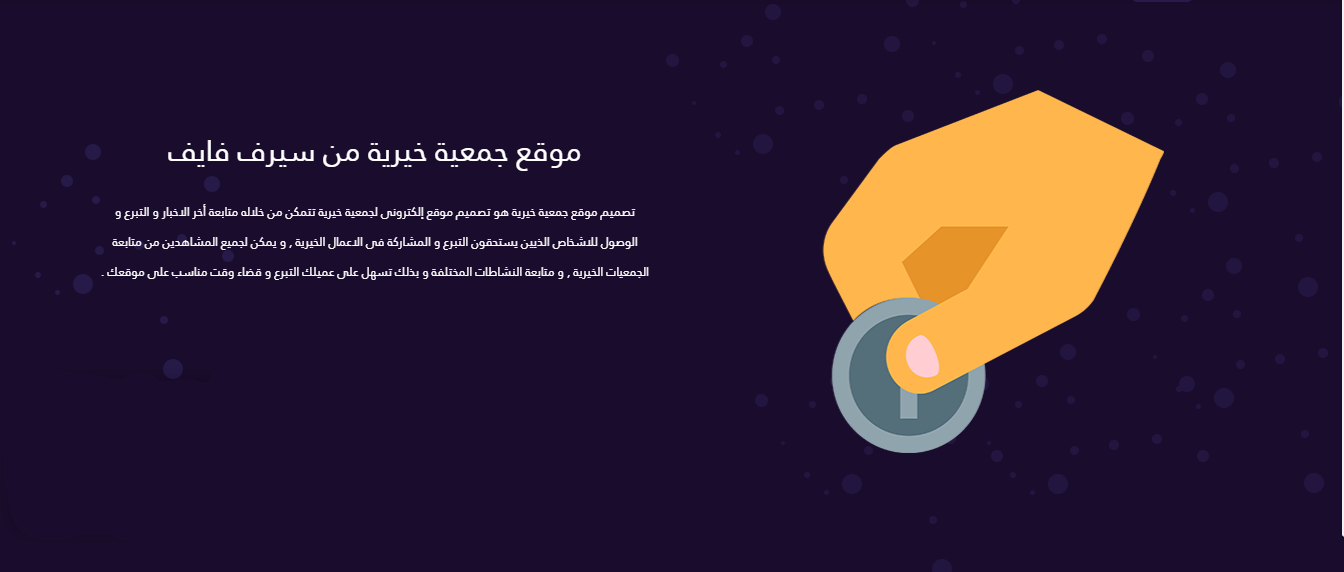 موقع جمعية خيرية من سيرف فايف
تصميم موقع جمعية خيرية هو تصميم موقع إلكترونى لجمعية خيرية تتمكن من خلاله متابعة أخر الاخبار و التبرع و
الوصول للاشخاص الذيين يستحقون التبرع و المشاركة فى الاعمال الخيرية , و يمكن لجميع المشاهدين من متابعة
الجمعيات الخيرية , و متابعة النشاطات المختلفة و بذلك تسهل على عميلك التبرع و قضاء وقت مناسب على موقعك .